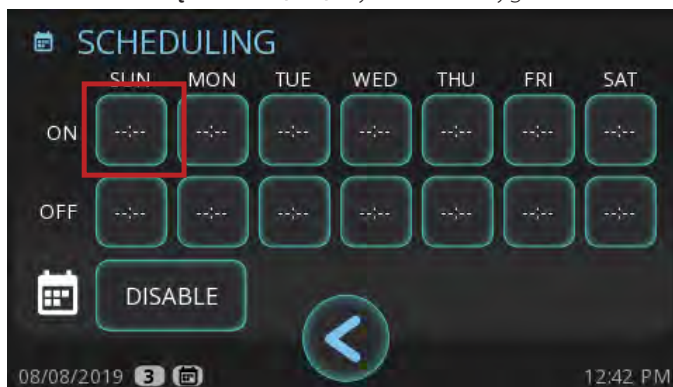 SCHEDULING
SUN MON TUE WED THU FRI SAT
ON --:-- --:-- --:-- --:-- --:-- --:-- --:--
OFF --:-- --:-- --:-- --:-- --:-- --:-- --:--
DISABLE
08/08/2019 3 12:42 PM